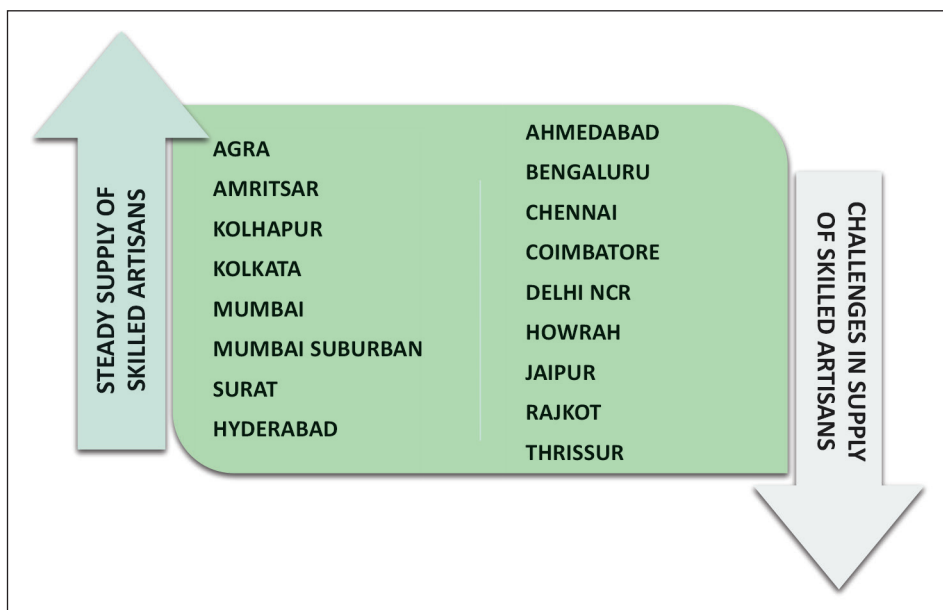 STEADY SUPPLY OF
SKILLED ARTISANS
AGRA
AMRITSAR
KOLHAPUR
KOLKATA
MUMBAI
MUMBAI SUBURBAN
SURAT
HYDERABAD
AHMEDABAD
BENGALURU
CHENNAI
COIMBATORE
DELHI NCR
HOWRAH
JAIPUR
RAJKOT
THRISSUR
CHALLENGES IN SUPPLY
OF SKILLED ARTISANS